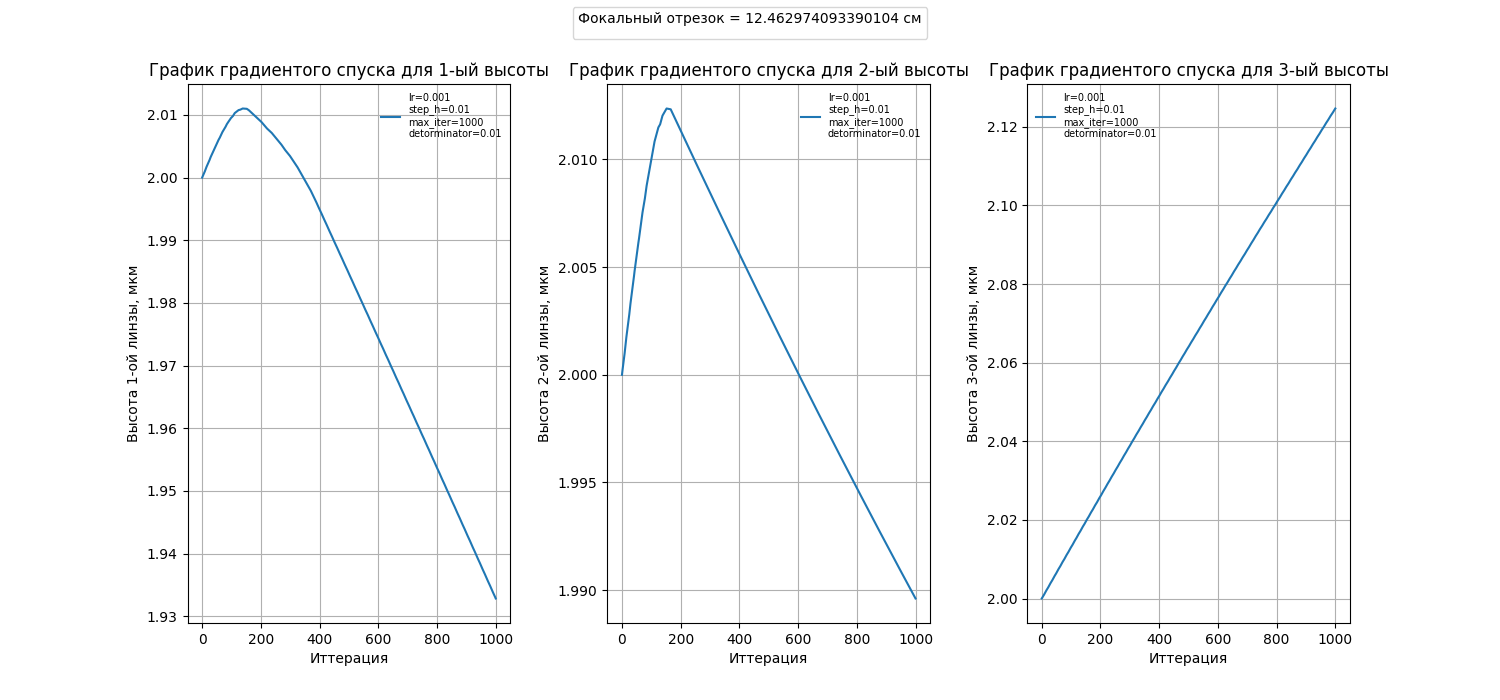 Фокальный отрезок = 12.462974093390104 см
График градиентого спуска для 1-ый высоты
lr=0.001
step_h=0.01
max_iter=1000
detorminator=0.01
2.01
2.00
1.99
1.98
1.97
1.96
1.95
1.94
1.93
Высота 1-ой линзы, мкм
0 200 400 600 800 1000
Иттерация
График градиентого спуска для 2-ый высоты
lr=0.001
step_h=0.01
max_iter=1000
detorminator=0.01
2.010
2.005
2.000
1.995
1.990
Высота 2-ой линзы, мкм
0 200 400 600 800 1000
Иттерация
График градиентого спуска для 3-ый высоты
lr=0.001
step_h=0.01
max_iter=1000
detorminator=0.01
2.12
2.10
2.08
2.06
2.04
2.02
2.00
Высота 3-ой линзы, мкм
0 200 400 600 800 1000
Иттерация